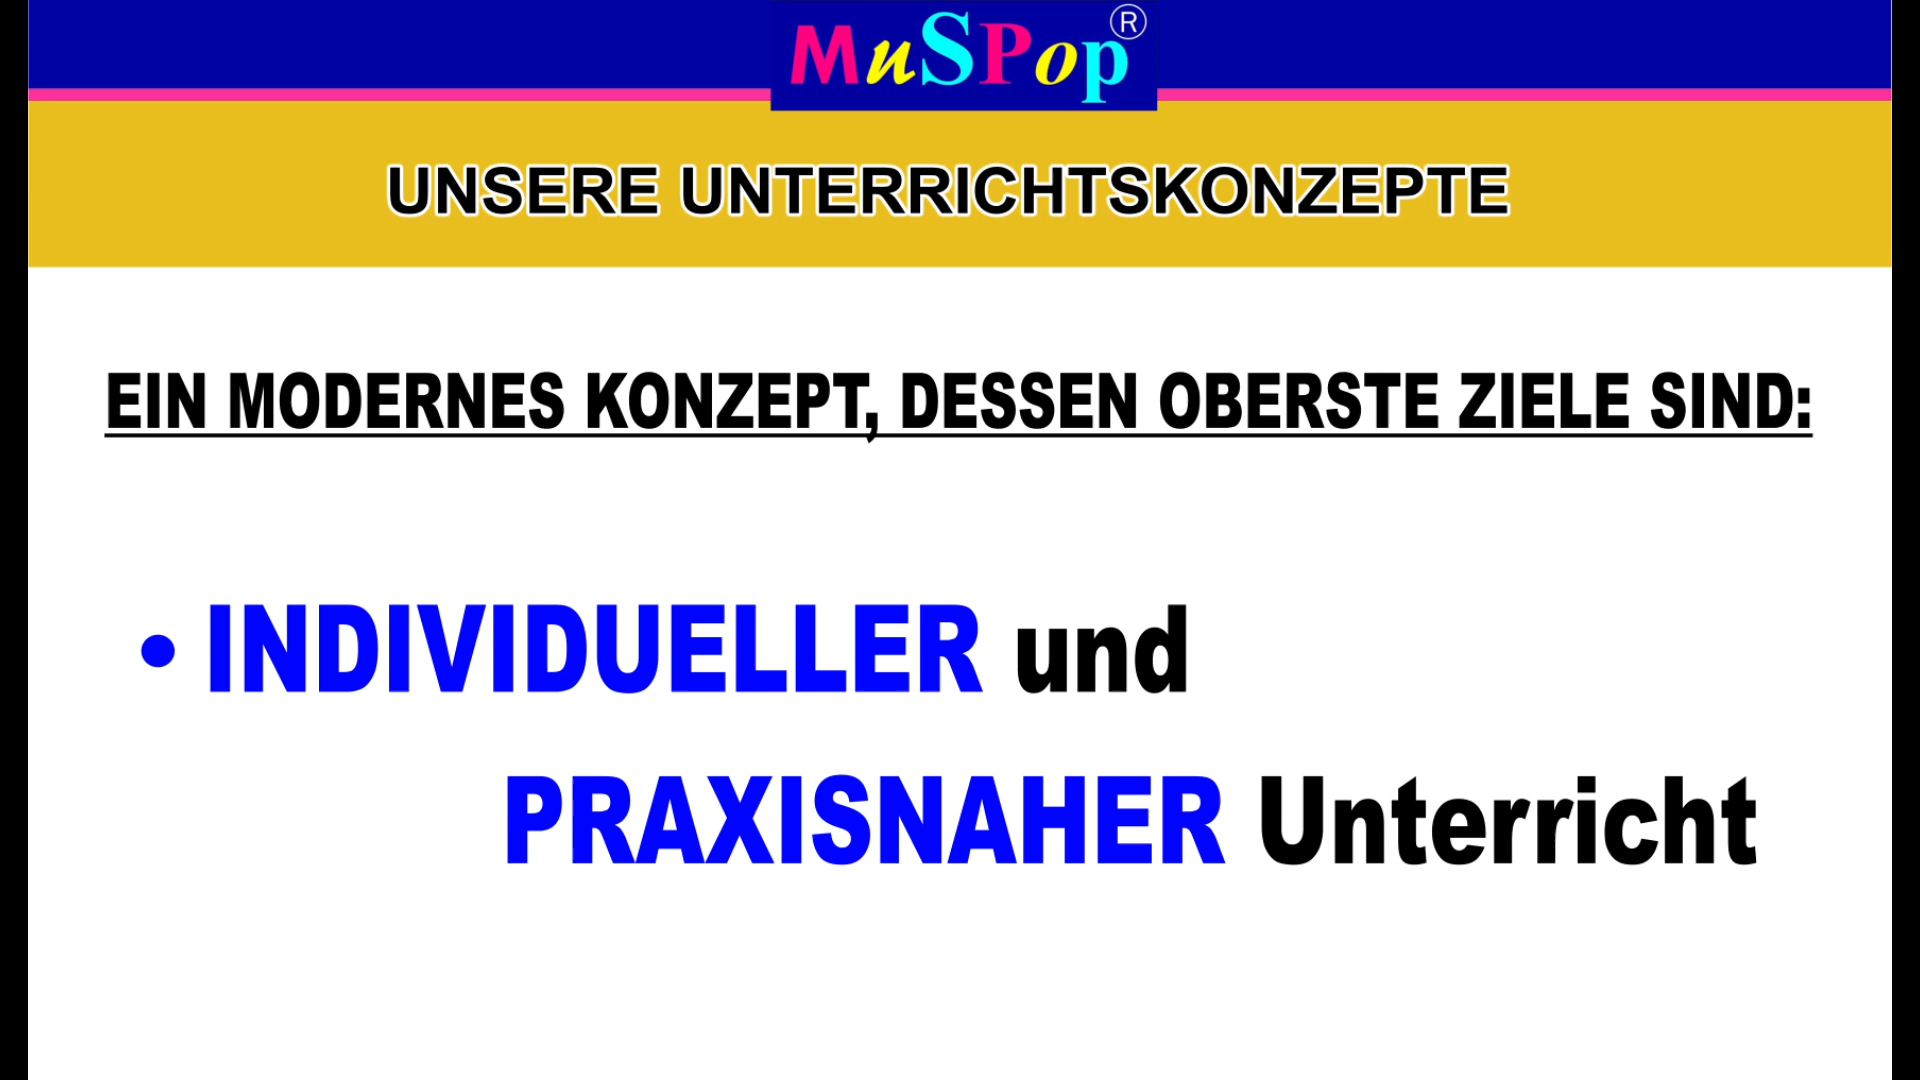 MuSPop®
UNSERE UNTERRICHTSKONZEPTE
EIN MODERNES KONZEPT, DESSEN OBERSTE ZIELE SIND:
• INDIVIDUELLER und
PRAXISNAHER Unterricht